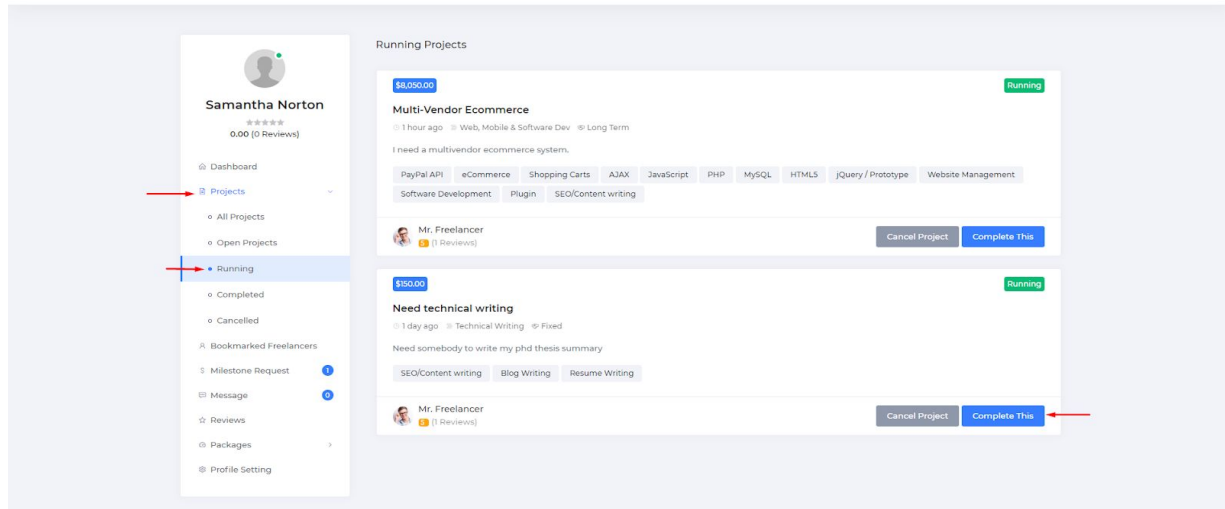 Samantha Norton
0.00 (0 Reviews)
Dashboard
Projects
All Projects
Open Projects
Running
Completed
Cancelled
Bookmarked Freelancers
Milestone Request 1
Message 0
Reviews
Packages
Profile Setting
Running Projects
$8,050.00 Running
Multi-Vendor Ecommerce
1 hour ago Web, Mobile & Software Dev Long Term
I need a multivendor ecommerce system.
PayPal API eCommerce Shopping Carts AJAX JavaScript PHP MySQL HTML5 jQuery / Prototype Website Management
Software Development Plugin SEO/Content writing
Mr. Freelancer
5 (1 Reviews)
Cancel Project Complete This
$150.00 Running
Need technical writing
1 day ago Technical Writing Fixed
Need somebody to write my phd thesis summary
SEO/Content writing Blog Writing Resume Writing
Mr. Freelancer
5 (1 Reviews)
Cancel Project Complete This